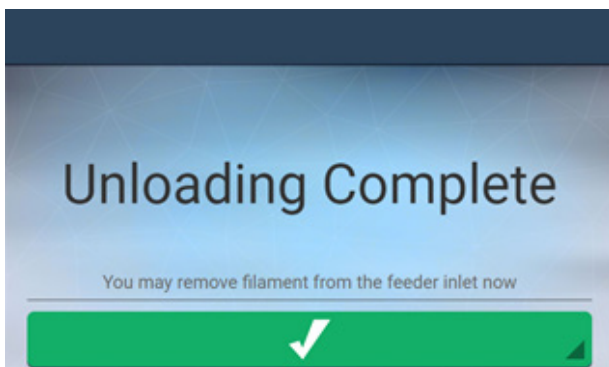 Unloading Complete
You may remove filament from the feeder inlet now